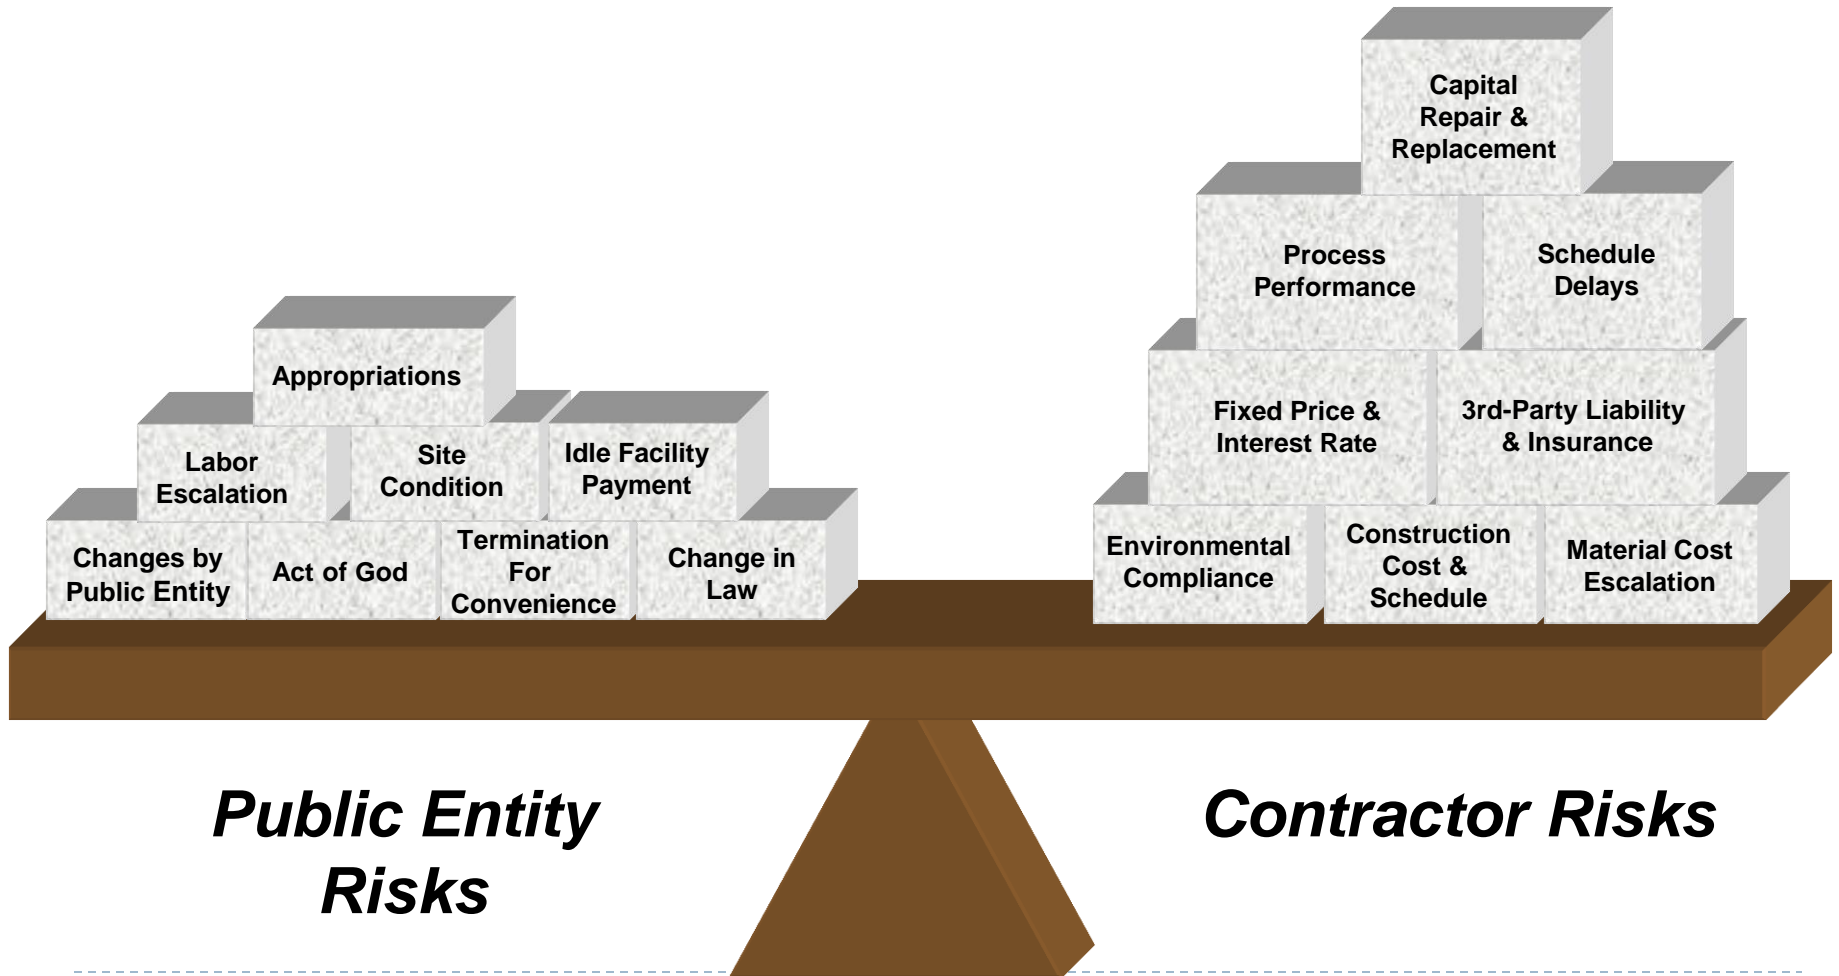 Appropriations
Labor
Escalation
Site
Condition
Idle Facility
Payment
Changes by
Public Entity
Act of God
Termination
For
Convenience
Change in
Law
Capital
Repair &
Replacement
Process
Performance
Schedule
Delays
Fixed Price &
Interest Rate
3rd-Party Liability
& Insurance
Environmental
Compliance
Construction
Cost &
Schedule
Material Cost
Escalation
Public Entity
Risks
Contractor Risks